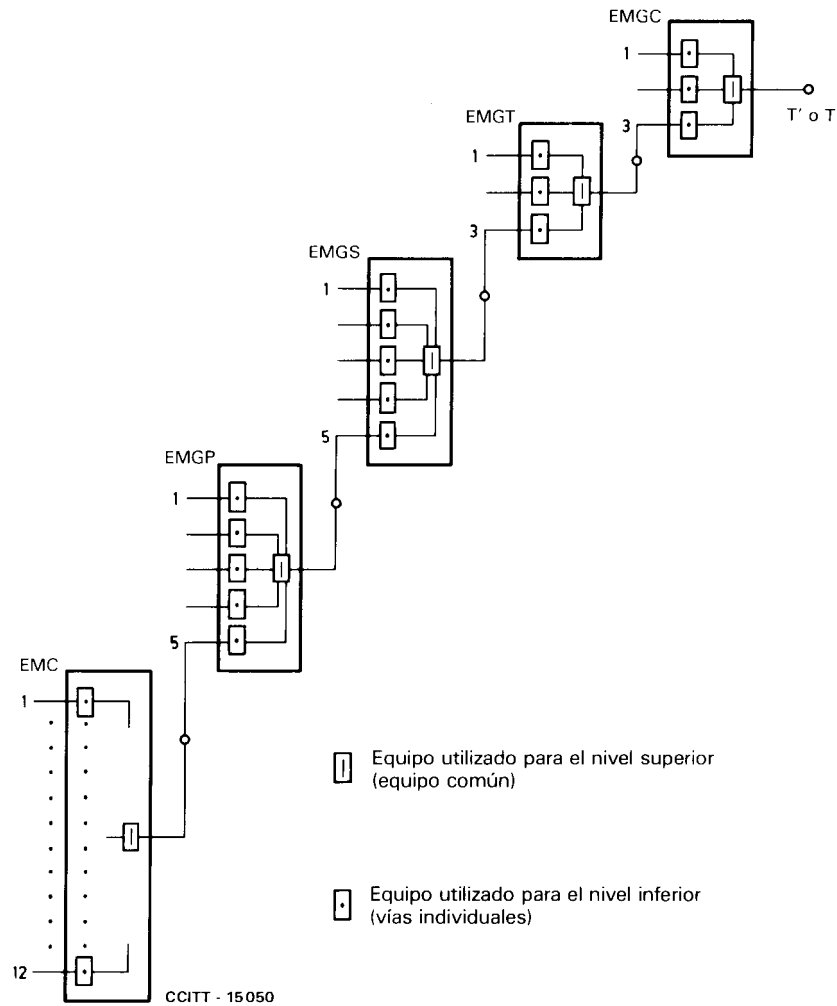 EMGC
1
3
T' o T
EMGT
1
3
EMGS
1
5
EMGP
1
5
EMC
1
12
Equipo utilizado para el nivel superior
(equipo común)
Equipo utilizado para el nivel inferior
(vías individuales)
CCITT - 15050